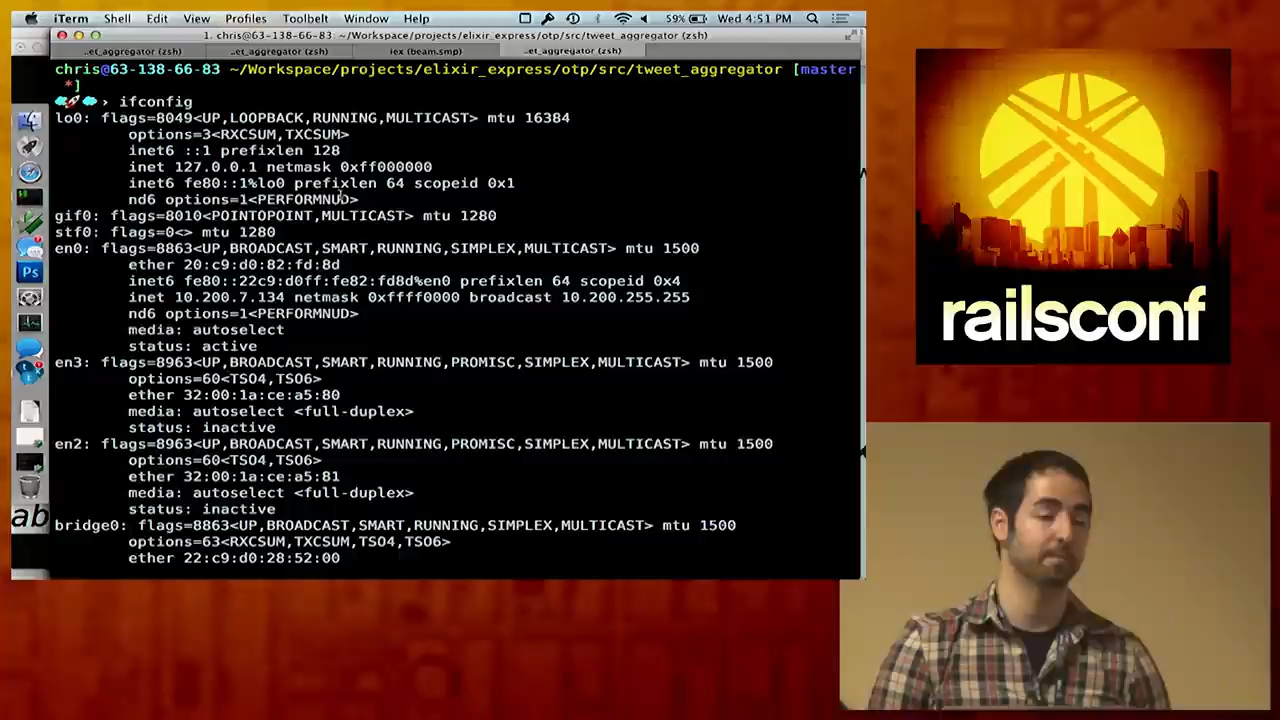 iTerm Shell Edit View Profiles Toolbelt Window Help 59% Wed 4:51 PM
1. chris@63-138-66-83: ~/Workspace/projects/elixir_express/otp/src/tweet_aggregator (zsh)
..et_aggregator (zsh) ..et_aggregator (zsh) iex (beam.smp) ..et_aggregator (zsh)
chris@63-138-66-83 ~/Workspace/projects/elixir_express/otp/src/tweet_aggregator [master
*]
› ifconfig
lo0: flags=8049<UP,LOOPBACK,RUNNING,MULTICAST> mtu 16384
options=3<RXCSUM,TXCSUM>
inet6 ::1 prefixlen 128
inet 127.0.0.1 netmask 0xff000000
inet6 fe80::1%lo0 prefixlen 64 scopeid 0x1
nd6 options=1<PERFORMNUD>
gif0: flags=8010<POINTOPOINT,MULTICAST> mtu 1280
stf0: flags=0<> mtu 1280
en0: flags=8863<UP,BROADCAST,SMART,RUNNING,SIMPLEX,MULTICAST> mtu 1500
ether 20:c9:d0:82:fd:8d
inet6 fe80::22c9:d0ff:fe82:fd8d%en0 prefixlen 64 scopeid 0x4
inet 10.200.7.134 netmask 0xffff0000 broadcast 10.200.255.255
nd6 options=1<PERFORMNUD>
media: autoselect
status: active
en3: flags=8963<UP,BROADCAST,SMART,RUNNING,PROMISC,SIMPLEX,MULTICAST> mtu 1500
options=60<TSO4,TSO6>
ether 32:00:1a:ce:a5:80
media: autoselect <full-duplex>
status: inactive
en2: flags=8963<UP,BROADCAST,SMART,RUNNING,PROMISC,SIMPLEX,MULTICAST> mtu 1500
options=60<TSO4,TSO6>
ether 32:00:1a:ce:a5:81
media: autoselect <full-duplex>
status: inactive
bridge0: flags=8863<UP,BROADCAST,SMART,RUNNING,SIMPLEX,MULTICAST> mtu 1500
options=63<RXCSUM,TXCSUM,TSO4,TSO6>
ether 22:c9:d0:28:52:00
Ps
ab
railsconf